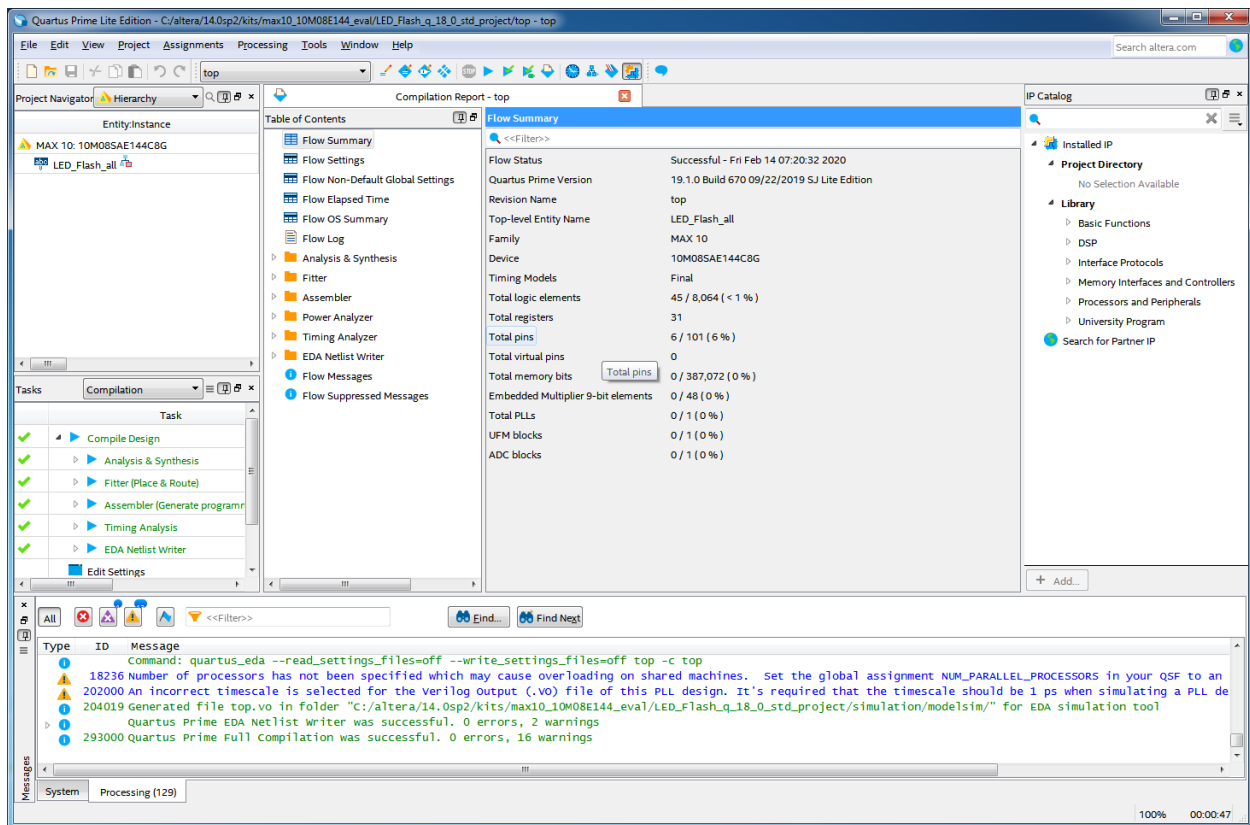 Quartus Prime Lite Edition - C:/altera/14.0sp2/kits/max10_10M08E144_eval/LED_Flash_q_18_0_std_project/top - top
File Edit View Project Assignments Processing Tools Window Help
Search altera.com
top
Project Navigator Hierarchy
Entity:Instance
MAX 10: 10M08SAE144C8G
LED_Flash_all
Tasks Compilation
Task
Compile Design
Analysis & Synthesis
Fitter (Place & Route)
Assembler (Generate programr
Timing Analysis
EDA Netlist Writer
Edit Settings
Compilation Report - top
Table of Contents
Flow Summary
Flow Settings
Flow Non-Default Global Settings
Flow Elapsed Time
Flow OS Summary
Flow Log
Analysis & Synthesis
Fitter
Assembler
Power Analyzer
Timing Analyzer
EDA Netlist Writer
Flow Messages
Flow Suppressed Messages
Flow Summary
<<Filter>>
Flow Status Successful - Fri Feb 14 07:20:32 2020
Quartus Prime Version 19.1.0 Build 670 09/22/2019 SJ Lite Edition
Revision Name top
Top-level Entity Name LED_Flash_all
Family MAX 10
Device 10M08SAE144C8G
Timing Models Final
Total logic elements 45 / 8,064 ( < 1 % )
Total registers 31
Total pins 6 / 101 ( 6 % )
Total virtual pins 0
Total pins
Total memory bits 0 / 387,072 ( 0 % )
Embedded Multiplier 9-bit elements 0 / 48 ( 0 % )
Total PLLs 0 / 1 ( 0 % )
UFM blocks 0 / 1 ( 0 % )
ADC blocks 0 / 1 ( 0 % )
IP Catalog
Installed IP
Project Directory
No Selection Available
Library
Basic Functions
DSP
Interface Protocols
Memory Interfaces and Controllers
Processors and Peripherals
University Program
Search for Partner IP
+ Add...
All <<Filter>> Find... Find Next
Type ID Message
Command: quartus_eda --read_settings_files=off --write_settings_files=off top -c top
18236 Number of processors has not been specified which may cause overloading on shared machines. Set the global assignment NUM_PARALLEL_PROCESSORS in your QSF to an
202000 An incorrect timescale is selected for the Verilog Output (.VO) file of this PLL design. It's required that the timescale should be 1 ps when simulating a PLL de
204019 Generated file top.vo in folder "C:/altera/14.0sp2/kits/max10_10M08E144_eval/LED_Flash_q_18_0_std_project/simulation/modelsim/" for EDA simulation tool
Quartus Prime EDA Netlist Writer was successful. 0 errors, 2 warnings
293000 Quartus Prime Full Compilation was successful. 0 errors, 16 warnings
Messages
System Processing (129)
100% 00:00:47